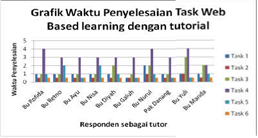 Grafik Waktu Penyelesaian Task Web
Based learning dengan tutorial
Waktu Penyelesaian
5
4
3
2
1
0
Bu Rofida
Bu Retno
Bu Ayu
Bu Nisa
Bu Diyah
Bu Galuh
Bu Nurul
Pak Danang
Bu Yuli
Bu Manda
Responden sebagai tutor
Task 1
Task 2
Task 3
Task 4
Task 5
Task 6